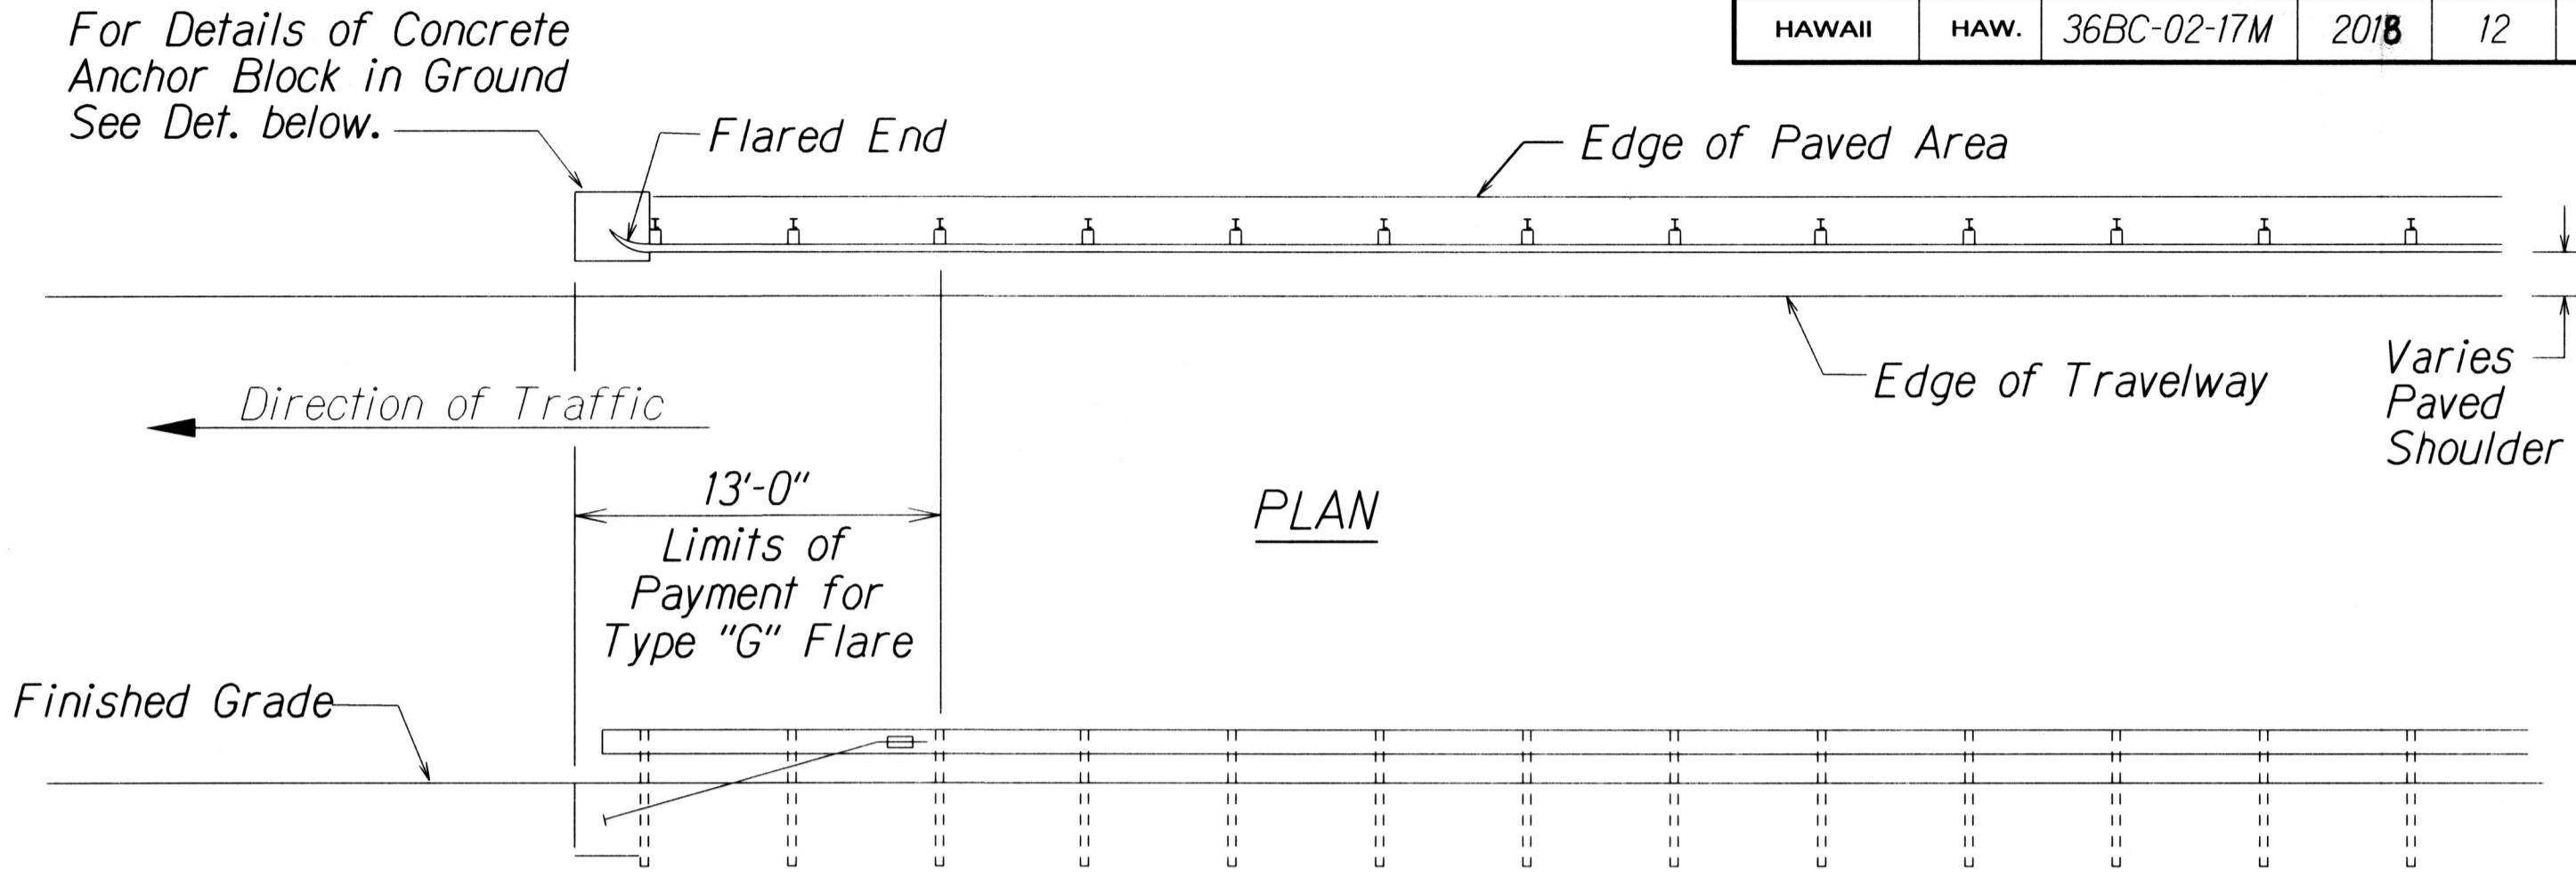 For Details of Concrete
Anchor Block in Ground
See Det. below.
HAWAII HAW. 36BC-02-17M 2018 12
Flared End
Edge of Paved Area
Direction of Traffic
Edge of Travelway
Varies
Paved
Shoulder
13'-0"
Limits of
Payment for
Type "G" Flare
PLAN
Finished Grade